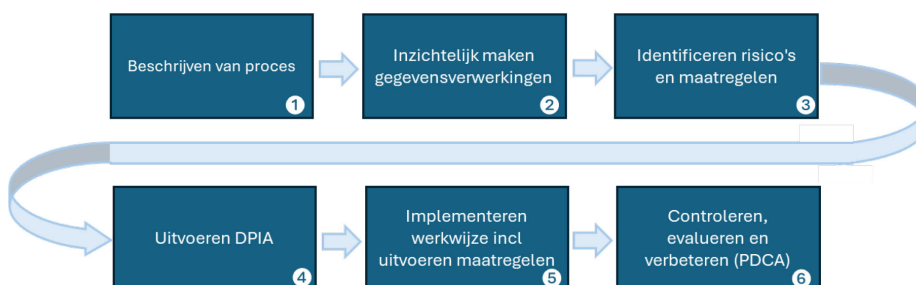 Beschrijven van proces
1
Inzichtelijk maken
gegevensverwerkingen
2
Identificeren risico's
en maatregelen
3
Uitvoeren DPIA
4
Implementeren
werkwijze incl
uitvoeren maatregelen
5
Controleren,
evalueren en
verbeteren (PDCA)
6